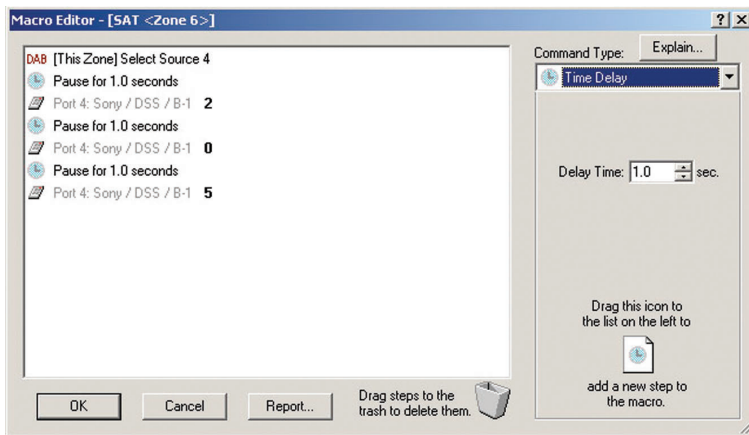 Macro Editor - [SAT <Zone 6>]
DAB [This Zone] Select Source 4
Pause for 1.0 seconds
Port 4: Sony / DSS / B-1 2
Pause for 1.0 seconds
Port 4: Sony / DSS / B-1 0
Pause for 1.0 seconds
Port 4: Sony / DSS / B-1 5
OK
Cancel
Report...
Drag steps to the
trash to delete them.
Command Type:
Explain...
Time Delay
Delay Time: 1.0 sec.
Drag this icon to
the list on the left to
add a new step to
the macro.